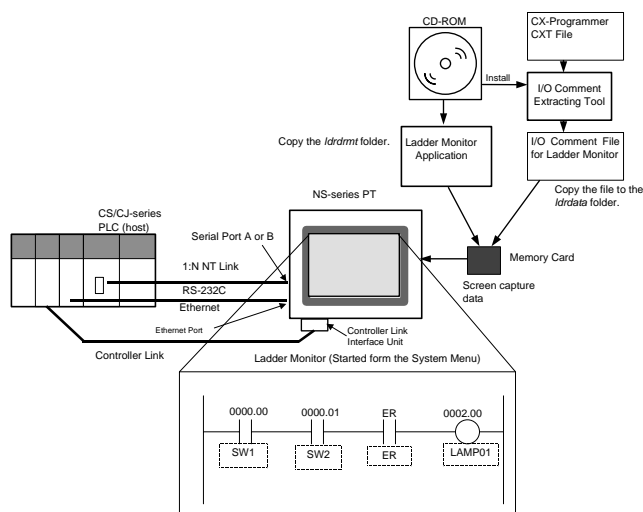 CD-ROM
CX-Programmer
CXT File
Install
I/O Comment
Extracting Tool
Copy the ldrdrmt folder.
Ladder Monitor
Application
I/O Comment File
for Ladder Monitor
Copy the file to the
ldrdata folder.
NS-series PT
CS/CJ-series
PLC (host)
Serial Port A or B
1:N NT Link
RS-232C
Ethernet
Ethernet Port
Memory Card
Screen capture
data
Controller Link
Interface Unit
Controller Link
Ladder Monitor (Started form the System Menu)
0000.00
0000.01
ER
0002.00
SW1
SW2
ER
LAMP01